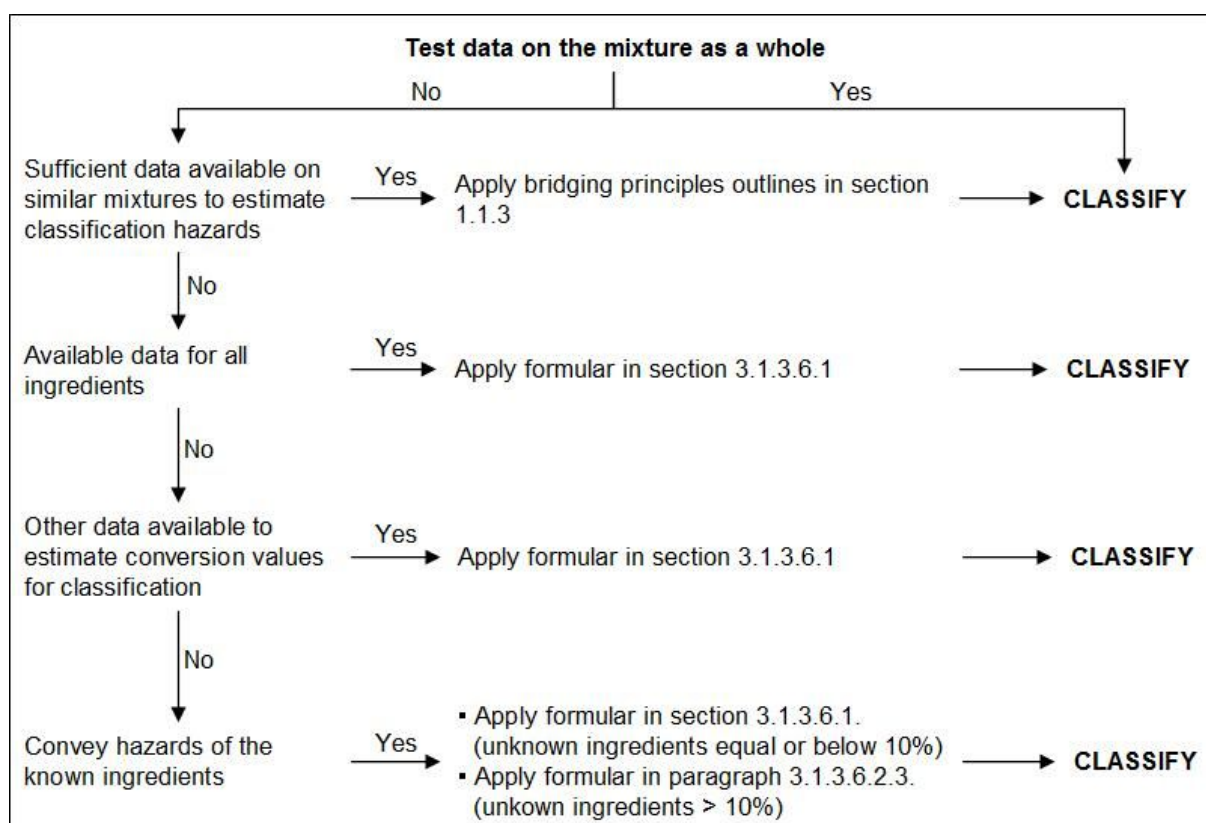 Test data on the mixture as a whole
No
Yes
Sufficient data available on
similar mixtures to estimate
classification hazards
Yes
Apply bridging principles outlines in section
1.1.3
CLASSIFY
No
Available data for all
ingredients
Yes
Apply formular in section 3.1.3.6.1
CLASSIFY
No
Other data available to
estimate conversion values
for classification
Yes
Apply formular in section 3.1.3.6.1
CLASSIFY
No
Convey hazards of the
known ingredients
Yes
▪ Apply formular in section 3.1.3.6.1.
(unknown ingredients equal or below 10%)
▪ Apply formular in paragraph 3.1.3.6.2.3.
(unkown ingredients > 10%)
CLASSIFY